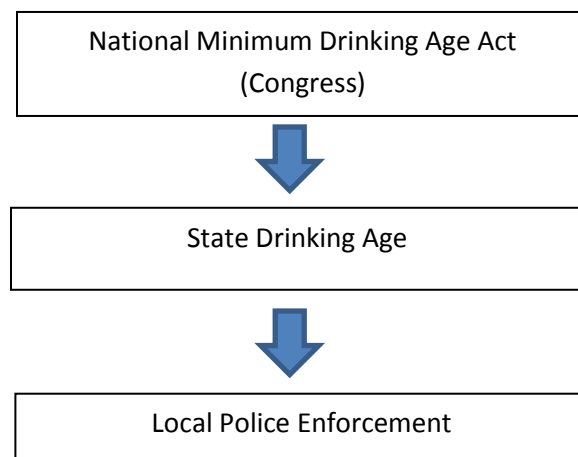 National Minimum Drinking Age Act
(Congress)
State Drinking Age
Local Police Enforcement